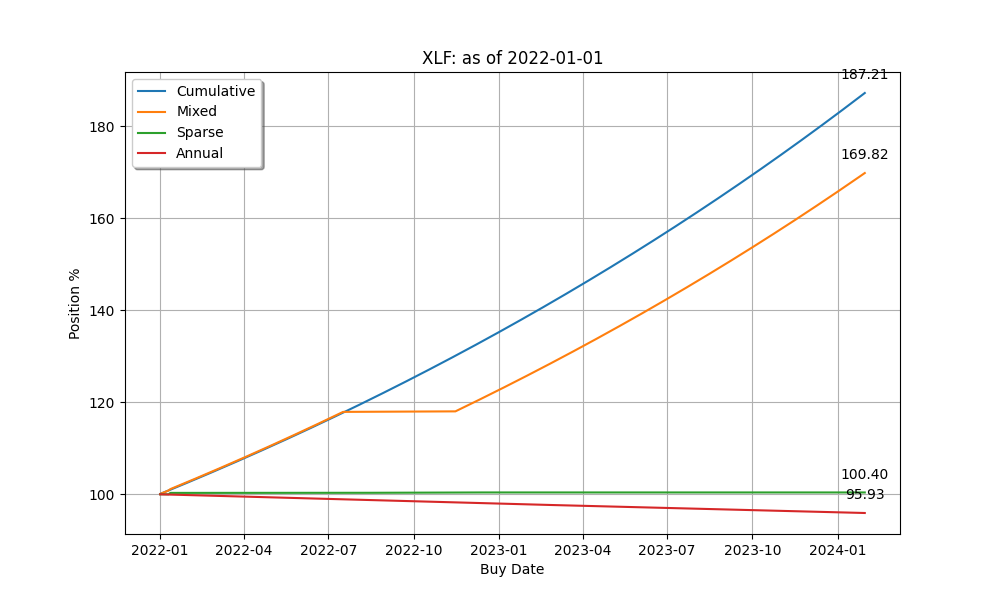 XLF: as of 2022-01-01
187.21
Cumulative
Mixed
Sparse
Annual
180
169.82
160
Position %
140
120
100.40
100
95.93
2022-01 2022-04 2022-07 2022-10 2023-01 2023-04 2023-07 2023-10 2024-01
Buy Date